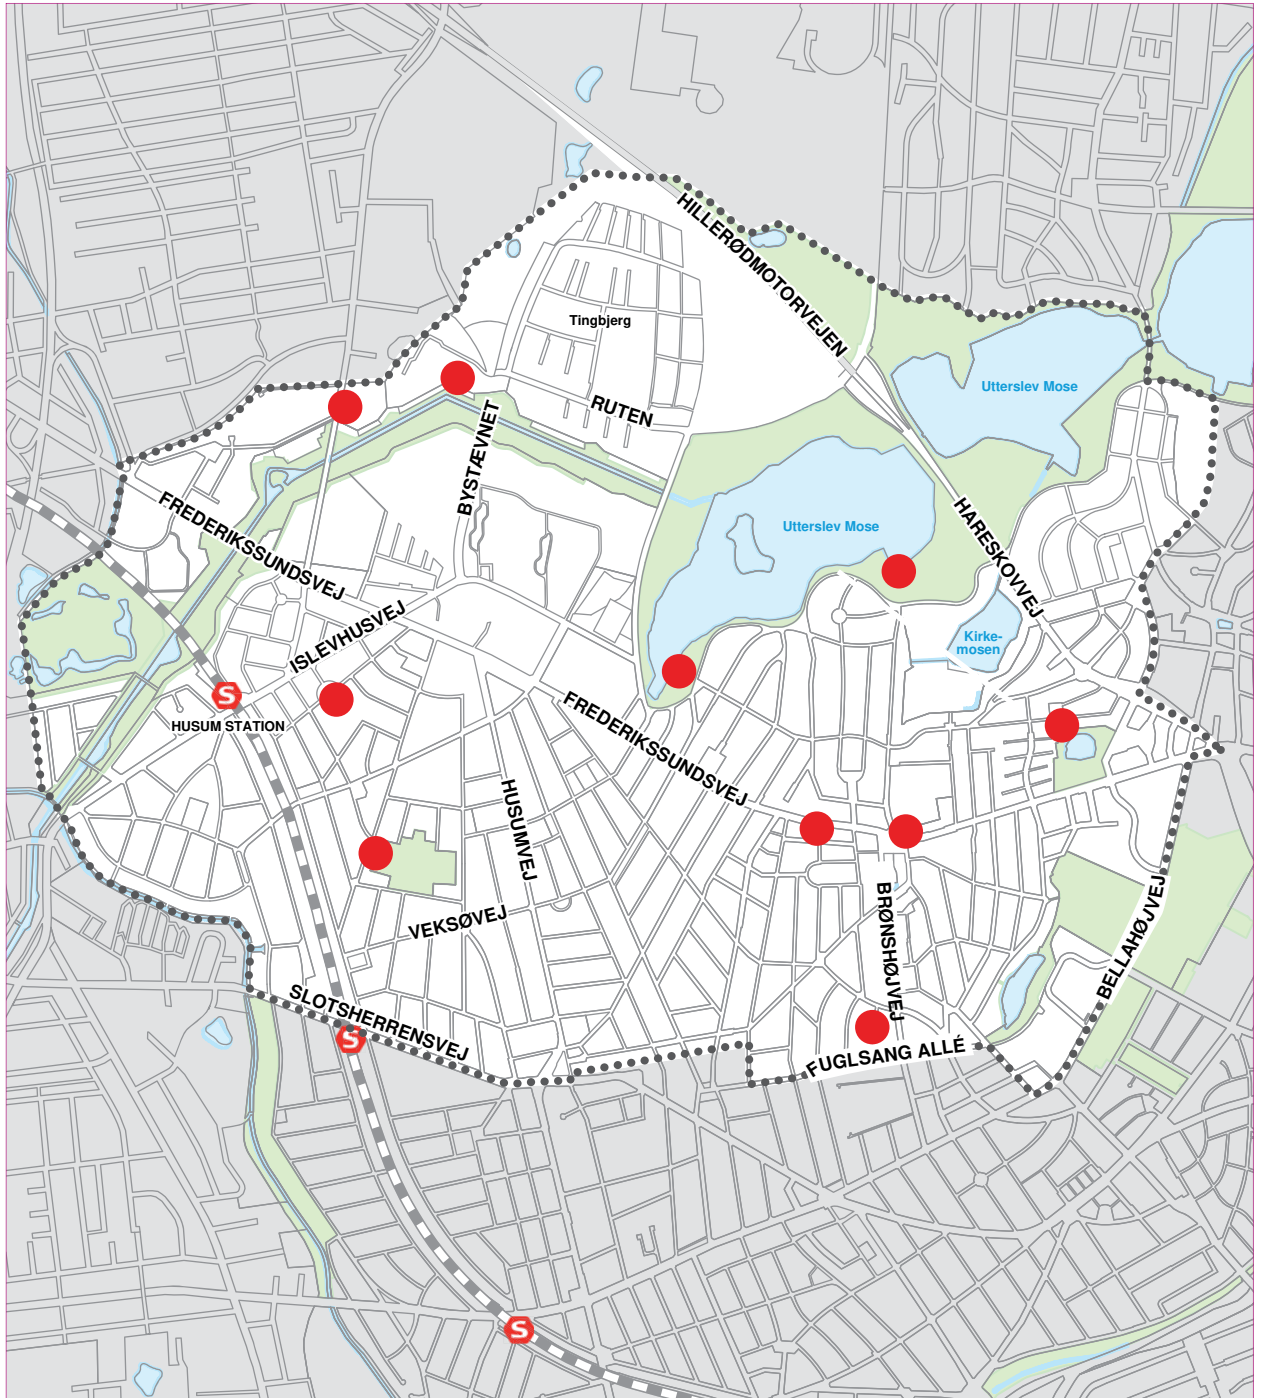 HILLERØDMOTORVEJEN
Tingbjerg
Utterslev Mose
RUTEN
BYSTÆVNET
FREDERIKSSUNDSVEJ
Utterslev Mose
HARESKOVVEJ
ISLEVHUSVEJ
Kirke-
mosen
S
HUSUM STATION
FREDERIKSSUNDSVEJ
HUSUMVEJ
VEKSØVEJ
BRØNSHØJVEJ
BELLAHØJVEJ
SLOTSHERRENSVEJ
S
FUGLSANG ALLÉ
S